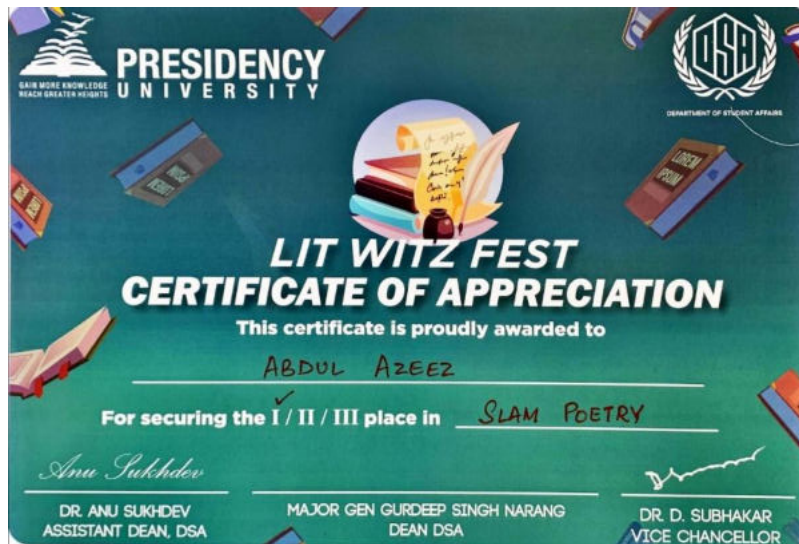 PRESIDENCY
UNIVERSITY
GAIN MORE KNOWLEDGE
REACH GREATER HEIGHTS
DSA
DEPARTMENT OF STUDENT AFFAIRS
LOREM
IPSUM
LIT WITZ FEST
CERTIFICATE OF APPRECIATION
This certificate is proudly awarded to
ABDUL AZEEZ
For securing the I / II / III place in SLAM POETRY
Anu Sukhdev
DR. ANU SUKHDEV
ASSISTANT DEAN, DSA
MAJOR GEN GURDEEP SINGH NARANG
DEAN DSA
DR. D. SUBHAKAR
VICE CHANCELLOR